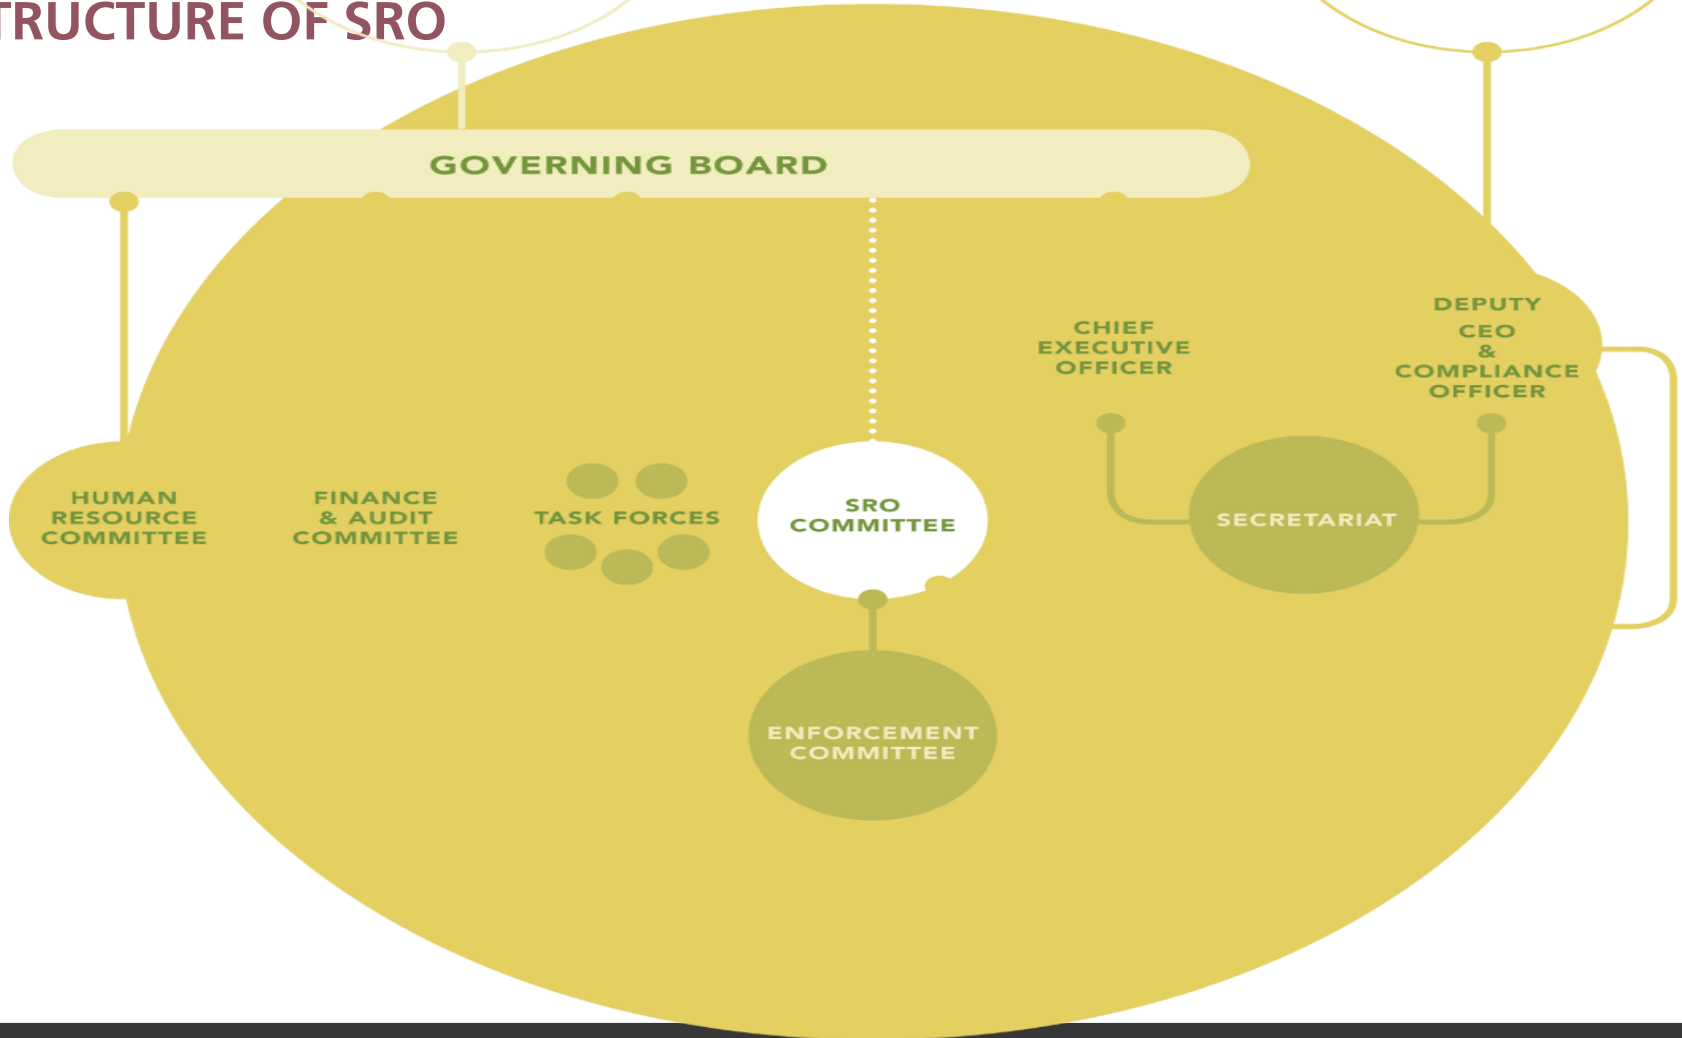 TRUCTURE OF SRO
GOVERNING BOARD
CHIEF
EXECUTIVE
OFFICER
DEPUTY
CEO
&
COMPLIANCE
OFFICER
HUMAN
RESOURCE
COMMITTEE
FINANCE
& AUDIT
COMMITTEE
TASK FORCES
SRO
COMMITTEE
SECRETARIAT
ENFORCEMENT
COMMITTEE